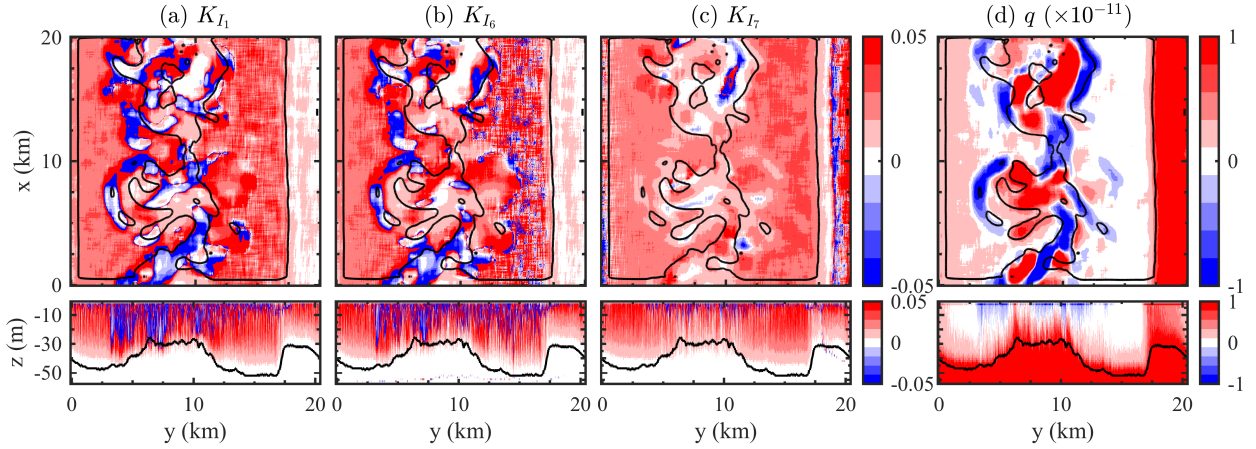 (a) K_{I_1} (b) K_{I_6} (c) K_{I_7} (d) q (×10^{-11})
20 0.05 1
x (km) 10 0 0
0 -0.05 -1
-10 0.05 1
z (m) -30 0 0
-50 -0.05 -1
0 10 20 0 10 20 0 10 20 0 10 20
y (km) y (km) y (km) y (km)